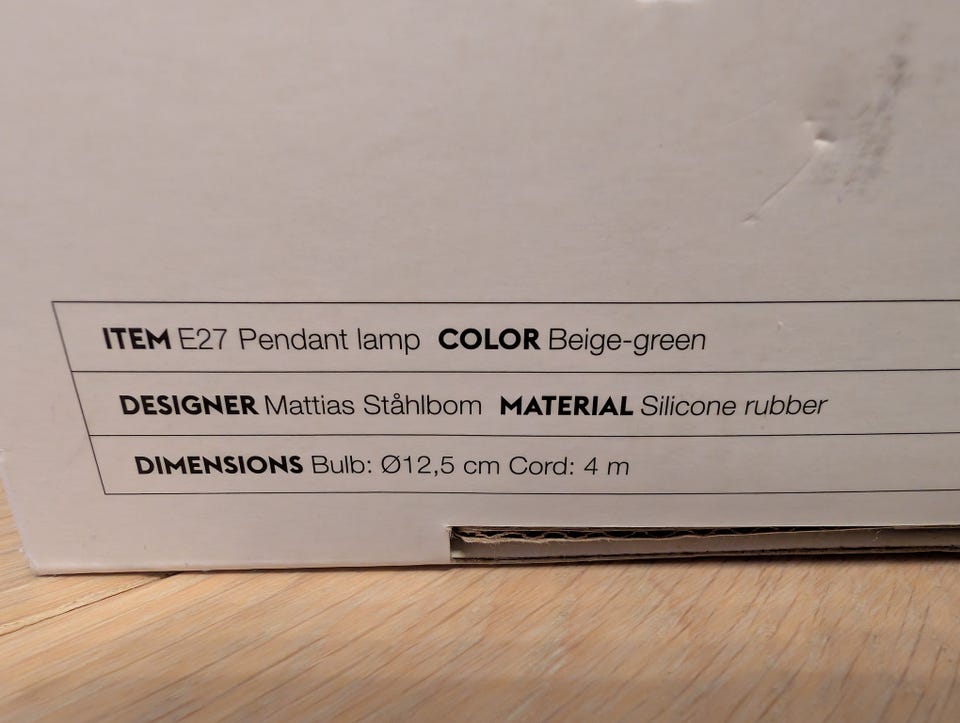 ITEM E27 Pendant lamp COLOR Beige-green
DESIGNER Mattias Ståhlbom MATERIAL Silicone rubber
DIMENSIONS Bulb: Ø12,5 cm Cord: 4 m